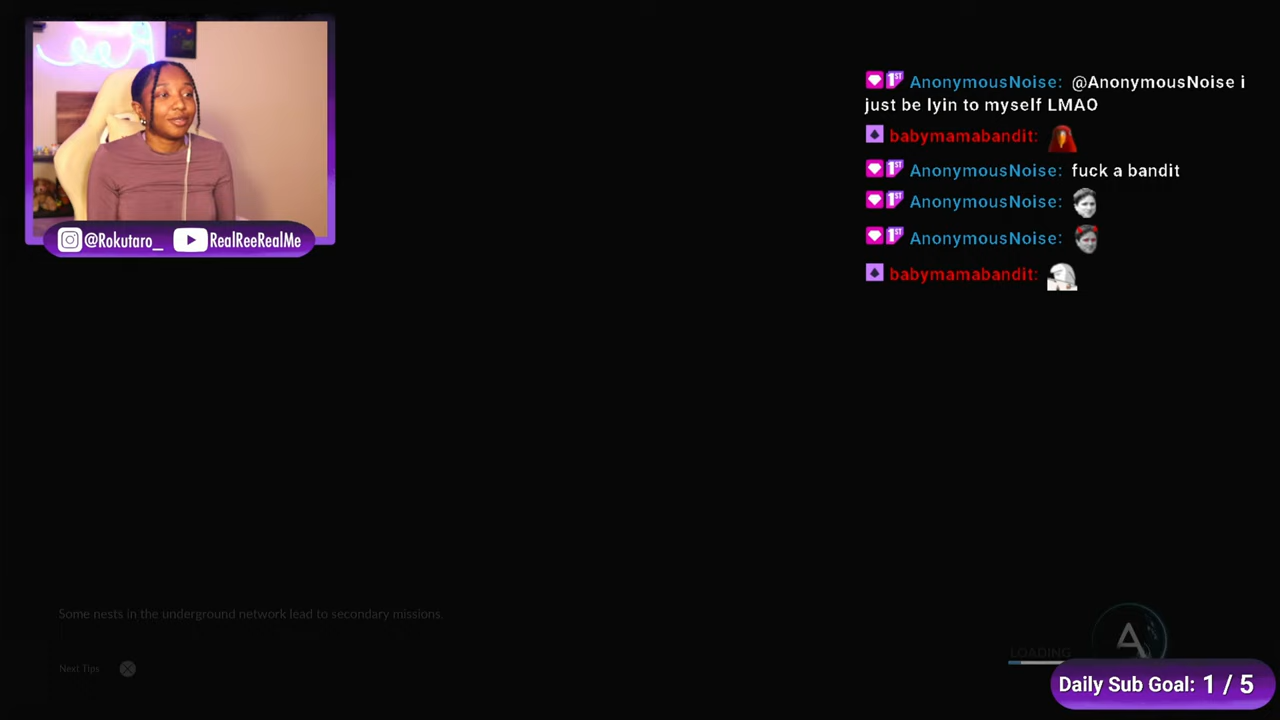 AnonymousNoise: @AnonymousNoise i
just be lyin to myself LMAO
babymamabandit:
AnonymousNoise: fuck a bandit
AnonymousNoise:
AnonymousNoise:
babymamabandit:
@Rokutaro_ RealReeRealMe
Some nests in the underground network lead to secondary missions.
Next Tips
LOADING
A
Daily Sub Goal: 1 / 5